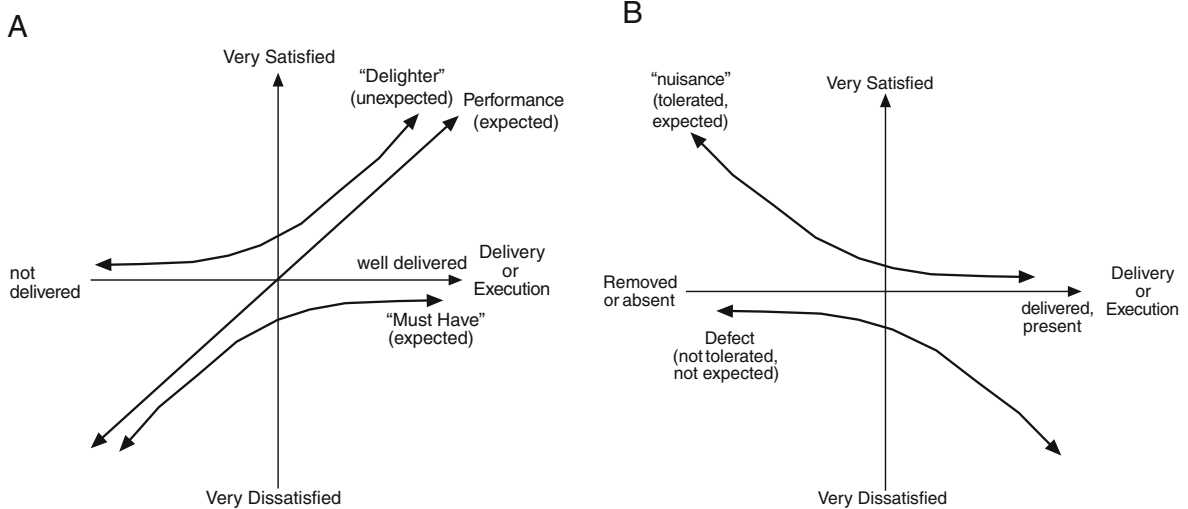 A
Very Satisfied
“Delighter”
(unexpected)
Performance
(expected)
not
delivered
well delivered
Delivery
or
Execution
“Must Have”
(expected)
Very Dissatisfied
B
“nuisance”
(tolerated,
expected)
Very Satisfied
Removed
or absent
Delivery
or
Execution
delivered,
present
Defect
(not tolerated,
not expected)
Very Dissatisfied